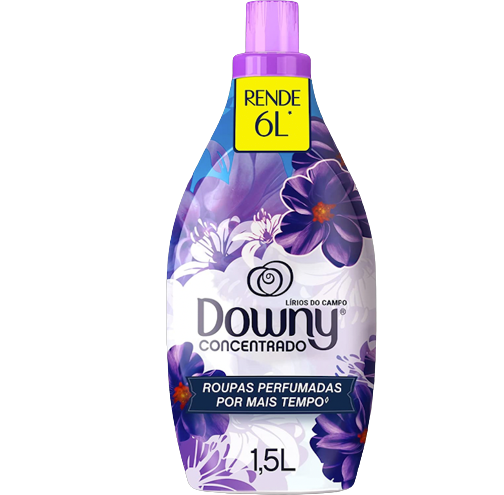 RENDE
6L*
LÍRIOS DO CAMPO
Downy®
CONCENTRADO
ROUPAS PERFUMADAS
POR MAIS TEMPO◊
1,5L